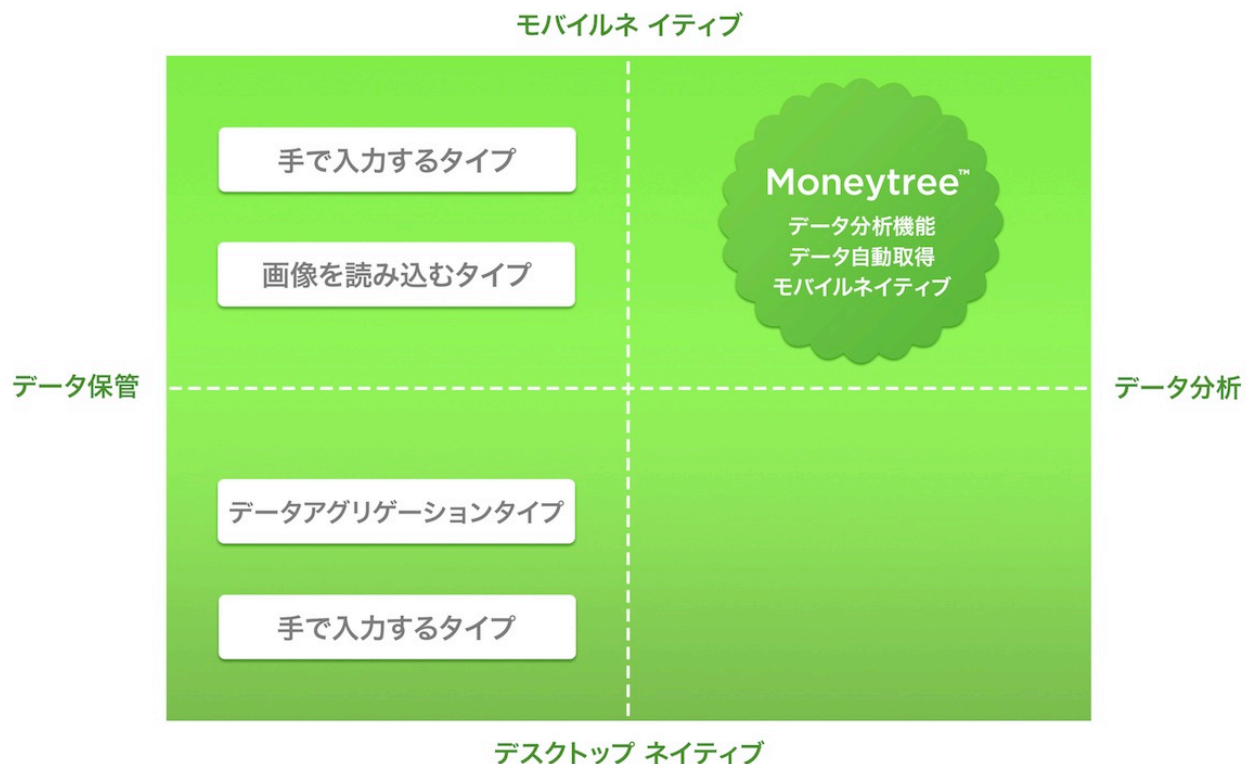 モバイルネ イティブ
手で入力するタイプ
Moneytree™
データ分析機能
データ自動取得
モバイルネイティブ
画像を読み込むタイプ
データ保管
データ分析
データアグリゲーションタイプ
手で入力するタイプ
デスクトップ ネイティブ